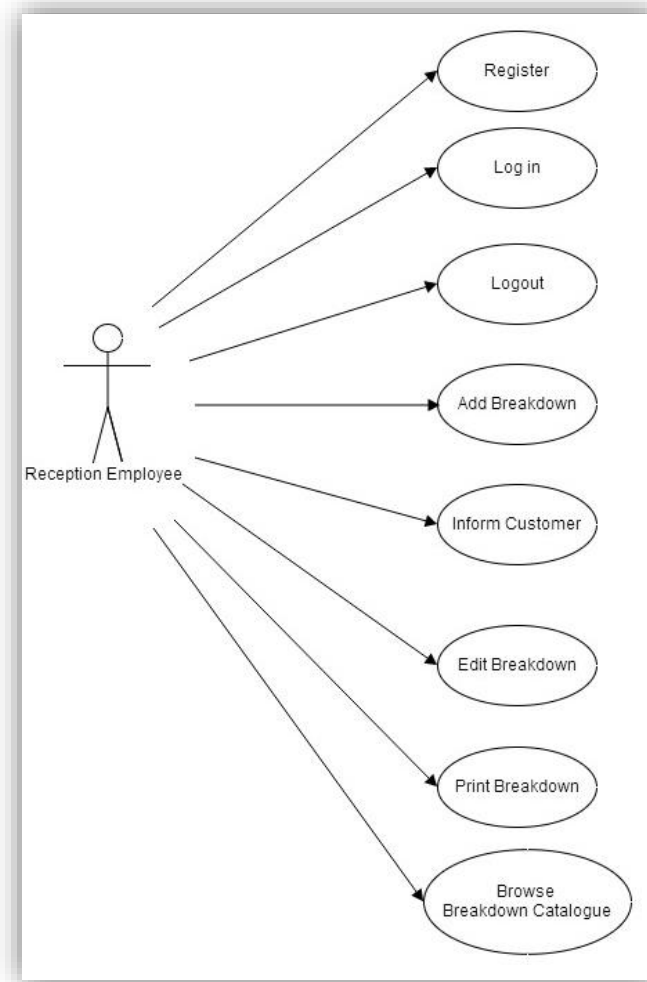 Register
Log in
Logout
Add Breakdown
Reception Employee
Inform Customer
Edit Breakdown
Print Breakdown
Browse
Breakdown Catalogue